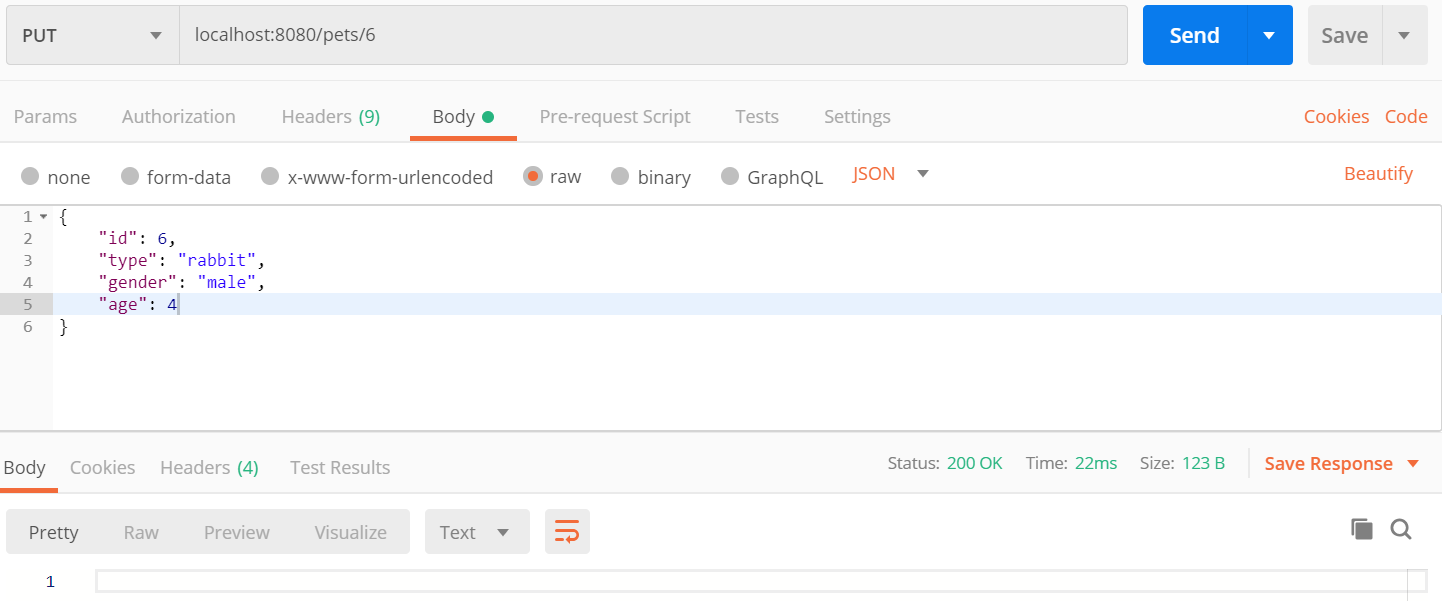 PUT localhost:8080/pets/6 Send Save
Params Authorization Headers (9) Body Pre-request Script Tests Settings Cookies Code
none form-data x-www-form-urlencoded raw binary GraphQL JSON Beautify
1 {
2 "id": 6,
3 "type": "rabbit",
4 "gender": "male",
5 "age": 4
6 }
Body Cookies Headers (4) Test Results Status: 200 OK Time: 22ms Size: 123 B Save Response
Pretty Raw Preview Visualize Text
1